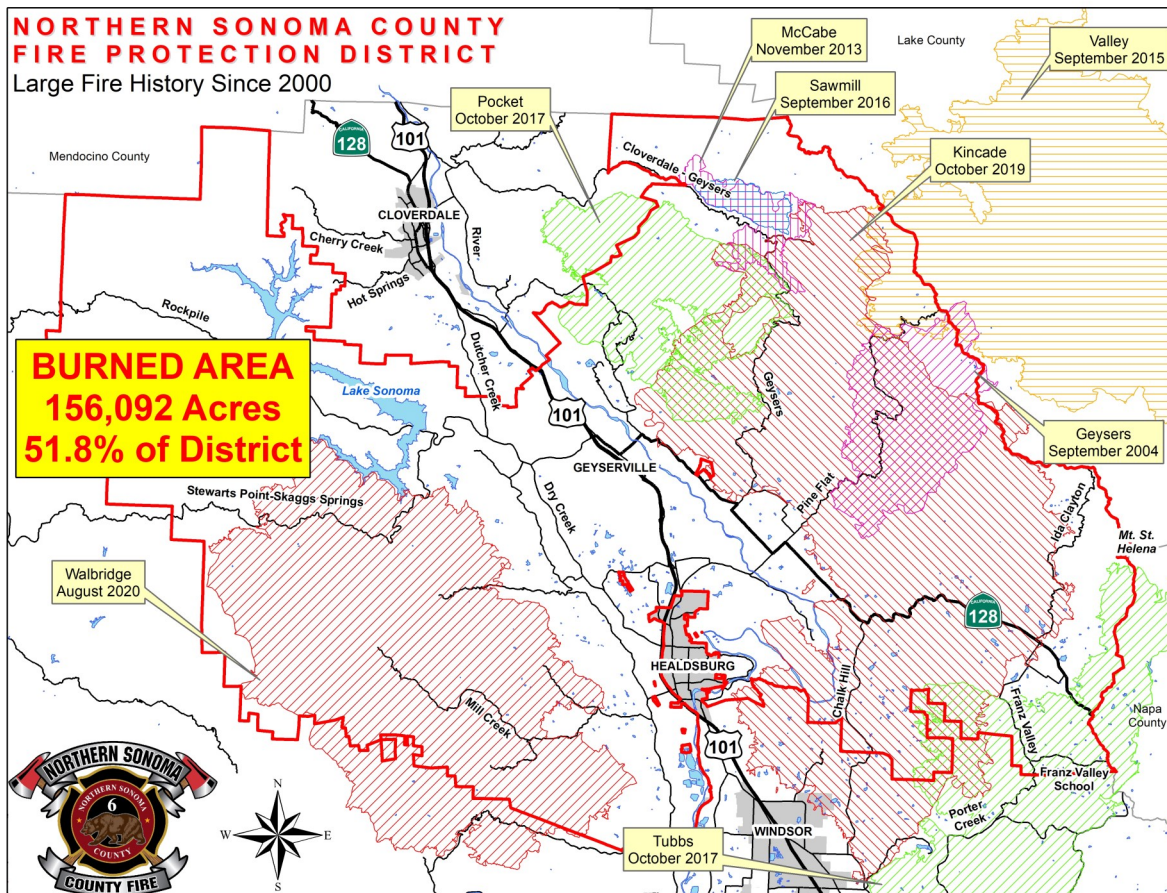 NORTHERN SONOMA COUNTY
FIRE PROTECTION DISTRICT
Large Fire History Since 2000
McCabe
November 2013
Lake County
Valley
September 2015
Sawmill
September 2016
Pocket
October 2017
Kincade
October 2019
Mendocino County
CALIFORNIA
128
101
Cloverdale - Geysers
CLOVERDALE
Cherry Creek
River
Hot Springs
Rockpile
BURNED AREA
156,092 Acres
51.8% of District
Lake Sonoma
Dutcher Creek
101
Geysers
GEYSERVILLE
Geysers
September 2004
Stewarts Point-Skaggs Springs
Dry Creek
Pine Flat
Ida Clayton
Mt. St.
Helena
Walbridge
August 2020
CALIFORNIA
128
HEALDSBURG
Chalk Hill
Mill Creek
Franz Valley
Napa
County
101
Franz Valley
School
Porter
Creek
WINDSOR
Tubbs
October 2017
NORTHERN SONOMA
NORTHERN SONOMA
6
COUNTY
COUNTY FIRE
N
W
E
S